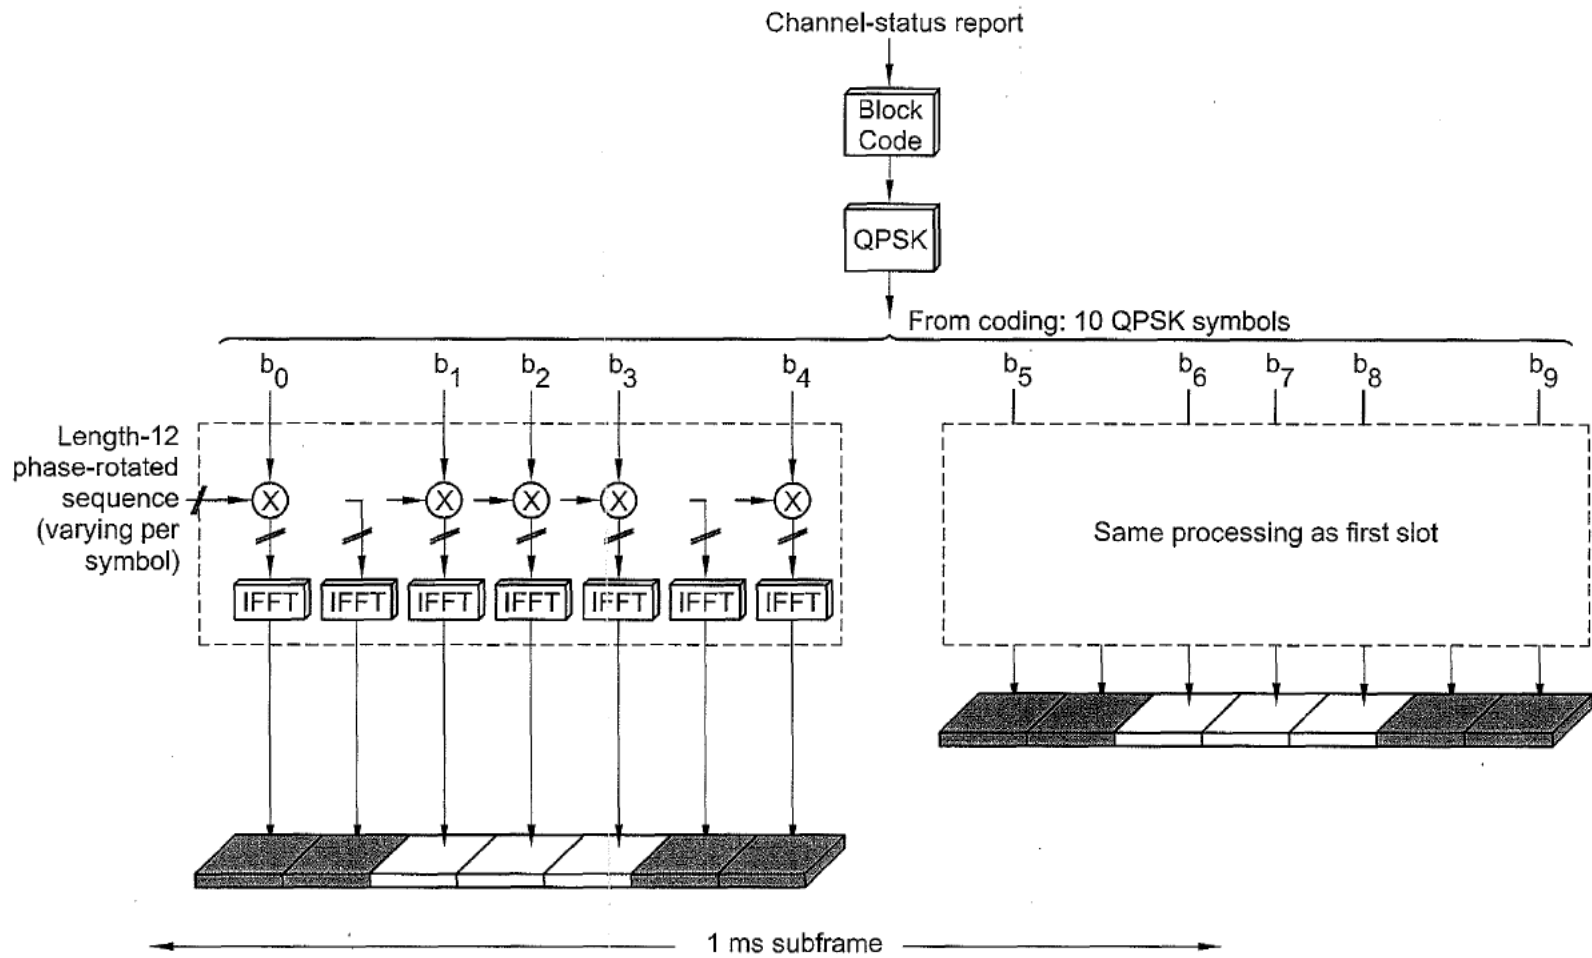 Channel-status report
Block
Code
QPSK
From coding: 10 QPSK symbols
b0 b1 b2 b3 b4 b5 b6 b7 b8 b9
Length-12
phase-rotated
sequence
(varying per
symbol)
X X X X X
IFFT IFFT IFFT IFFT IFFT IFFT IFFT
Same processing as first slot
1 ms subframe